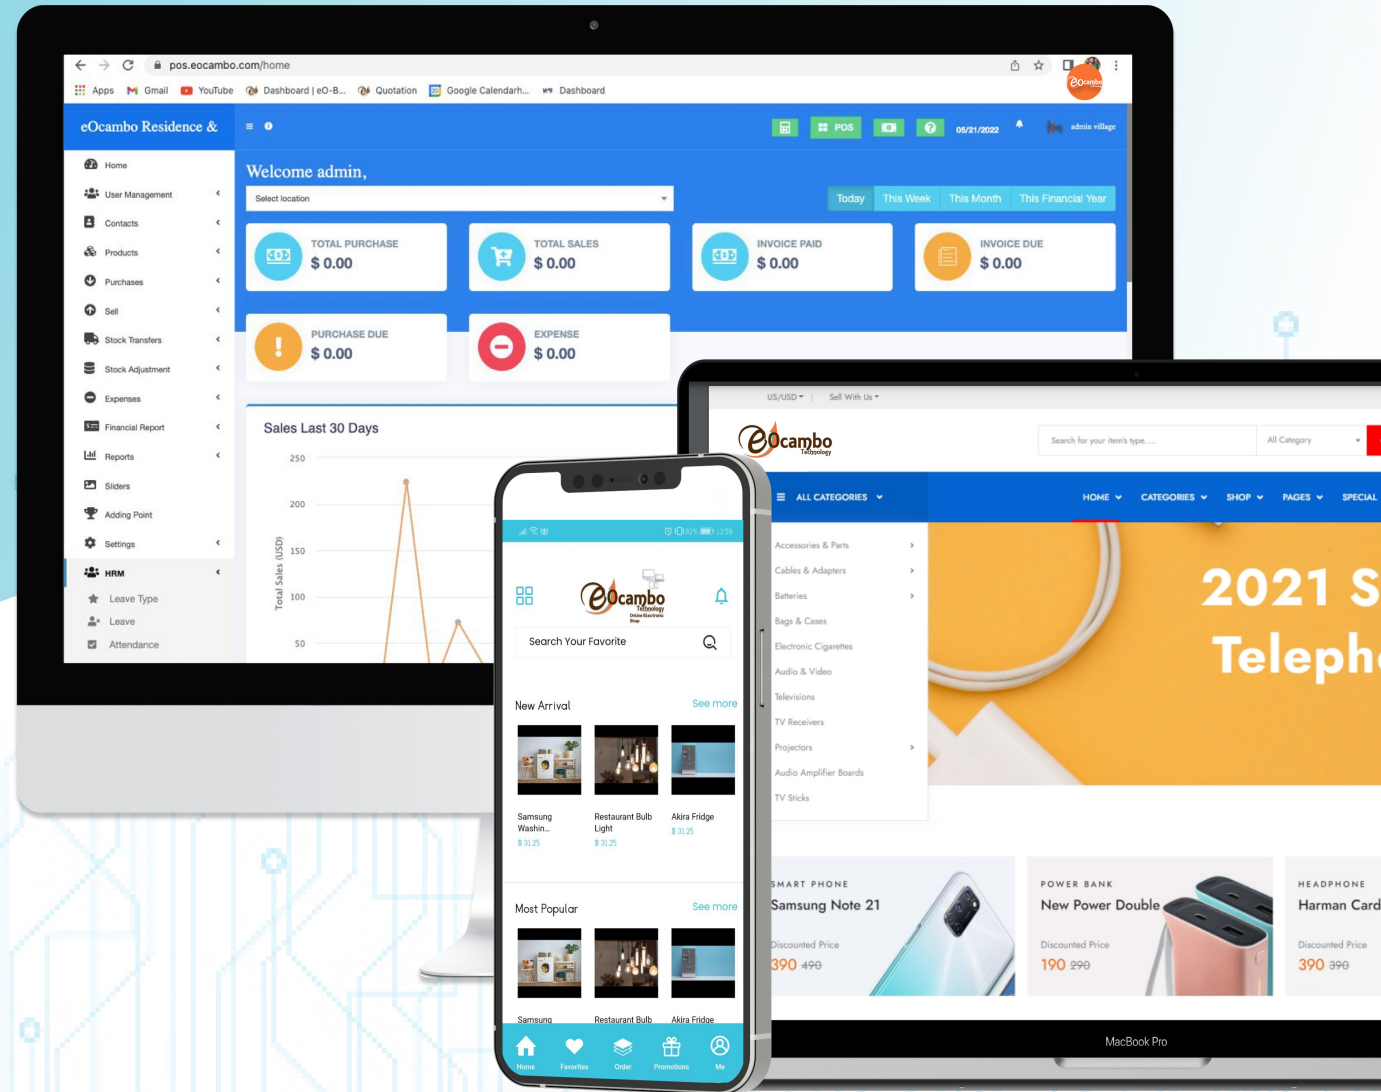 pos.eocambo.com/home
Apps Gmail YouTube Dashboard | eO-B... Quotation Google Calendarh... Dashboard
eOcambo
eOcambo Residence &
POS
05/21/2022
admin village
Home
User Management
Contacts
Products
Purchases
Sell
Stock Transfers
Stock Adjustment
Expenses
Financial Report
Reports
Sliders
Adding Point
Settings
HRM
Leave Type
Leave
Attendance
Welcome admin,
Select location
Today This Week This Month This Financial Year
TOTAL PURCHASE
$ 0.00
TOTAL SALES
$ 0.00
INVOICE PAID
$ 0.00
INVOICE DUE
$ 0.00
PURCHASE DUE
$ 0.00
EXPENSE
$ 0.00
Sales Last 30 Days
Total Sales (USD)
250
200
150
100
50
82% 12:59
eOcambo
Technology
Online Electronic
Shop
Search Your Favorite
New Arrival See more
Samsung
Washin...
$ 31.25
Restaurant Bulb
Light
$ 31.25
Akira Fridge
$ 31.25
Most Popular See more
Samsung Restaurant Bulb Akira Fridge
Home Favorites Order Promotions Me
US/USD | Sell With Us
eOcambo
Technology
Search for your item's type.....
All Category
ALL CATEGORIES
HOME CATEGORIES SHOP PAGES SPECIAL
Accessories & Parts
Cables & Adapters
Batteries
Bags & Cases
Electronic Cigarettes
Audio & Video
Televisions
TV Receivers
Projectors
Audio Amplifier Boards
TV Sticks
2021 S
Teleph
SMART PHONE
Samsung Note 21
Discounted Price
390 490
POWER BANK
New Power Double
Discounted Price
190 290
HEADPHONE
Harman Card
Discounted Price
390 390
MacBook Pro